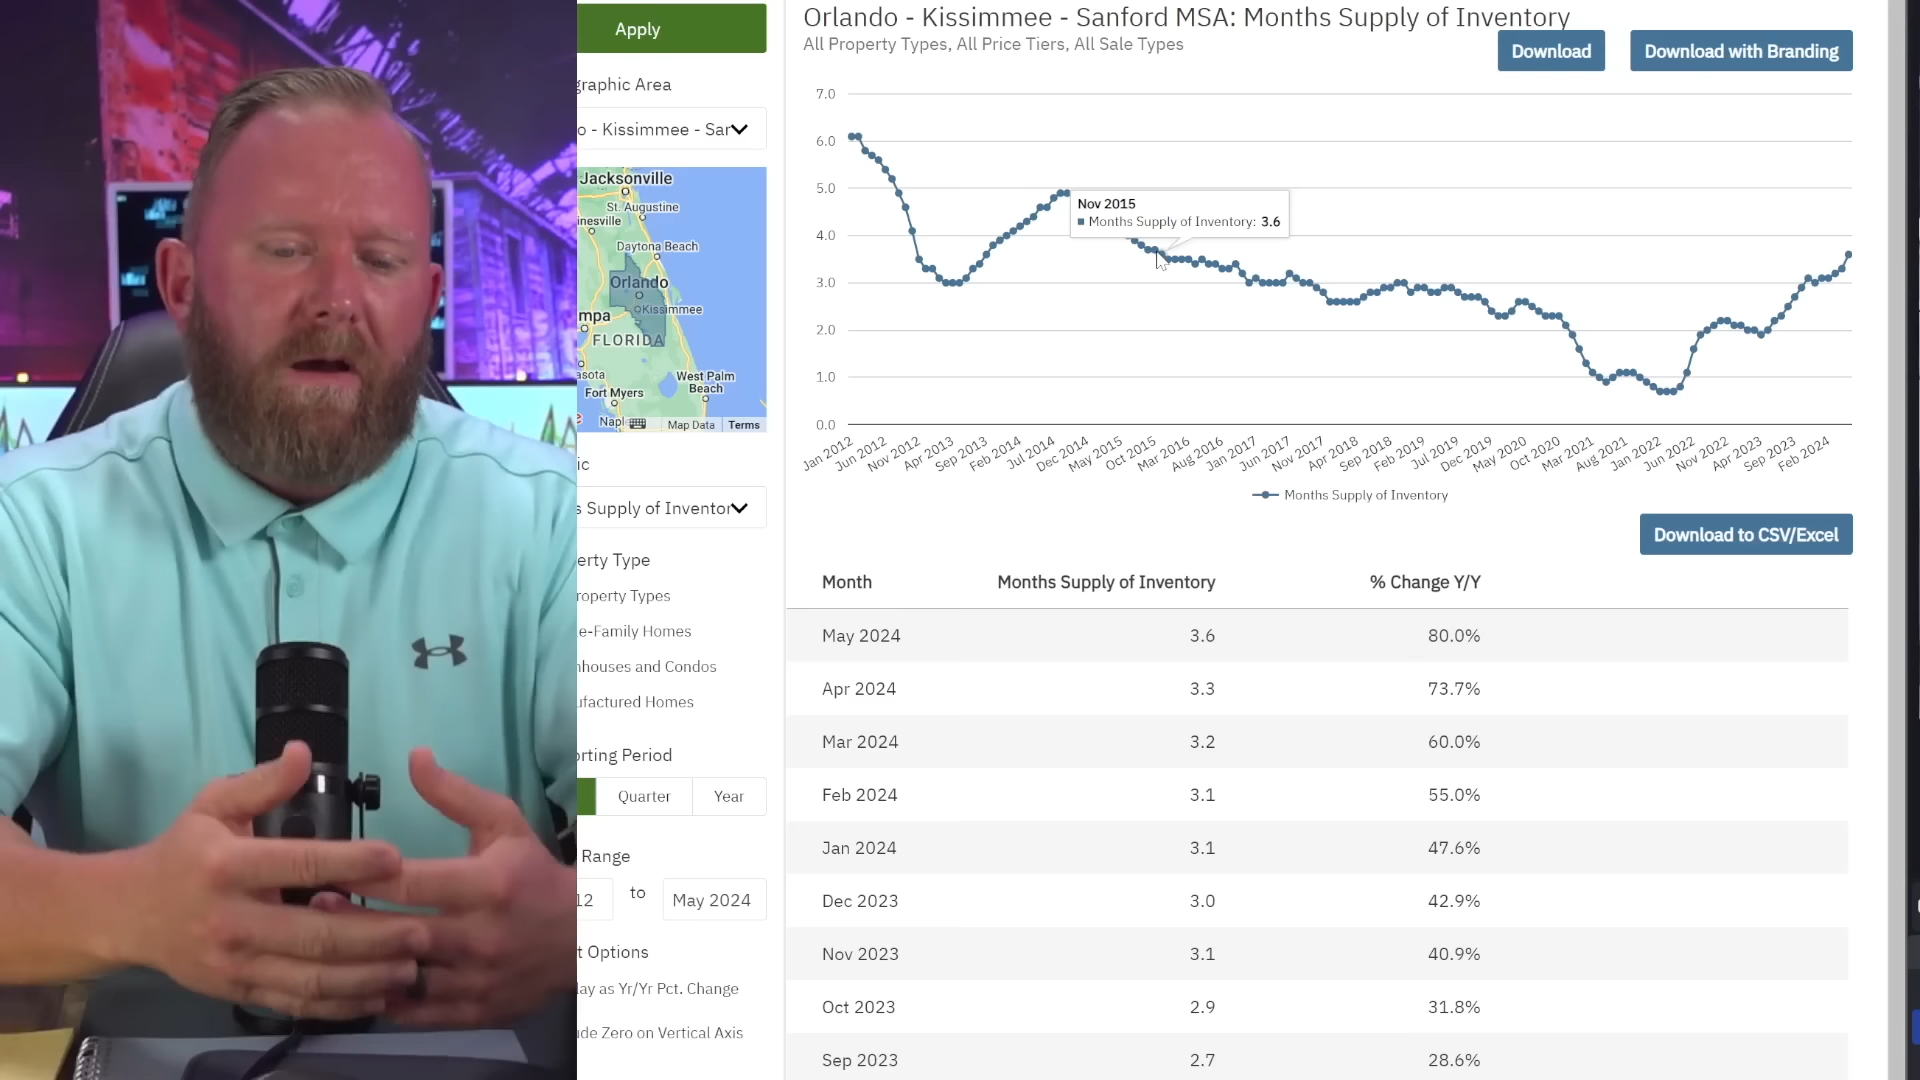 Apply
graphic Area
o - Kissimmee - Sar
Jacksonville
St. Augustine
inesville
Daytona Beach
Orlando
Kissimmee
mpa
FLORIDA
asota
West Palm
Beach
Fort Myers
Napl
Map Data
Terms
ic
s Supply of Inventor
erty Type
roperty Types
e-Family Homes
nhouses and Condos
ufactured Homes
orting Period
Quarter
Year
Range
12
to
May 2024
t Options
lay as Yr/Yr Pct. Change
ude Zero on Vertical Axis
Orlando - Kissimmee - Sanford MSA: Months Supply of Inventory
All Property Types, All Price Tiers, All Sale Types
Download
Download with Branding
7.0
6.0
5.0
4.0
3.0
2.0
1.0
0.0
Nov 2015
Months Supply of Inventory: 3.6
Jan 2012
Jun 2012
Nov 2012
Apr 2013
Sep 2013
Feb 2014
Jul 2014
Dec 2014
May 2015
Oct 2015
Mar 2016
Aug 2016
Jan 2017
Jun 2017
Nov 2017
Apr 2018
Sep 2018
Feb 2019
Jul 2019
Dec 2019
May 2020
Oct 2020
Mar 2021
Aug 2021
Jan 2022
Jun 2022
Nov 2022
Apr 2023
Sep 2023
Feb 2024
Months Supply of Inventory
Download to CSV/Excel
Month Months Supply of Inventory % Change Y/Y
May 2024 3.6 80.0%
Apr 2024 3.3 73.7%
Mar 2024 3.2 60.0%
Feb 2024 3.1 55.0%
Jan 2024 3.1 47.6%
Dec 2023 3.0 42.9%
Nov 2023 3.1 40.9%
Oct 2023 2.9 31.8%
Sep 2023 2.7 28.6%